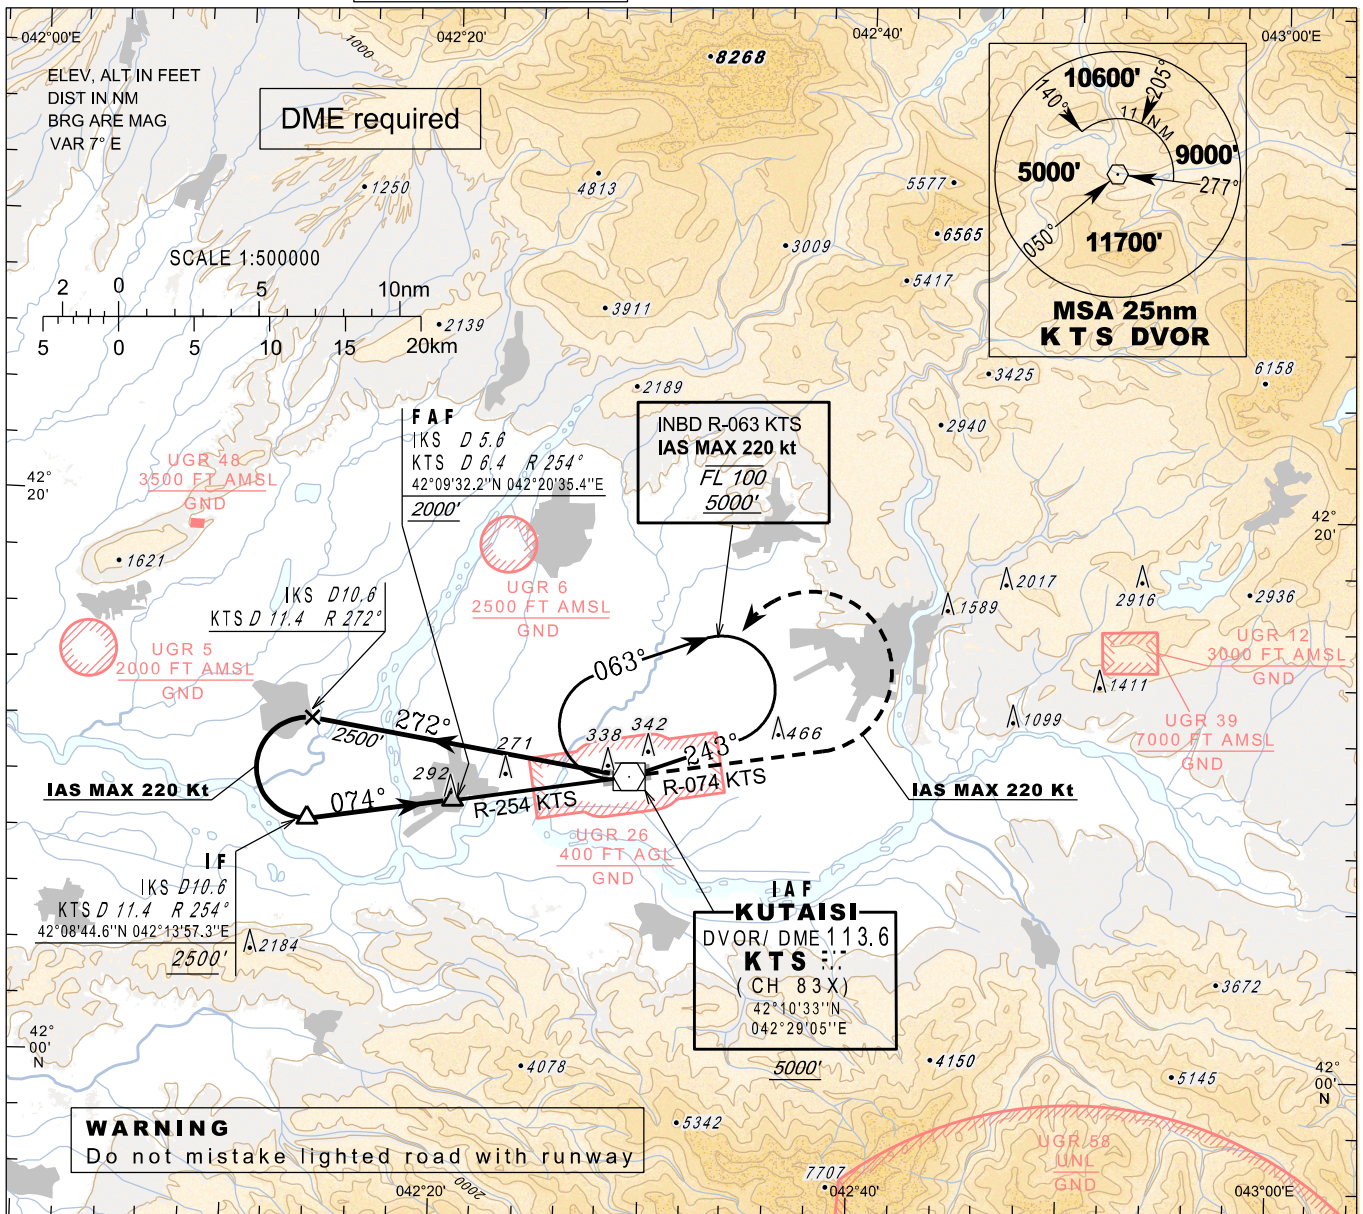 042°00'E
042°20'
042°40'
043°00'E
1000
8268
ELEV, ALT IN FEET
DIST IN NM
BRG ARE MAG
VAR 7° E
DME required
10600'
140°
205°
11 NM
9000'
5000'
277°
050°
11700'
MSA 25nm
KTS DVOR
1250
4813
5577
6565
3009
5417
SCALE 1:500000
2 0 5 10nm
5 0 5 10 15 20km
3911
2139
2189
3425
6158
2940
FAF
IKS D 5.6
KTS D 6.4 R 254°
42°09'32.2"N 042°20'35.4"E
2000'
INBD R-063 KTS
IAS MAX 220 kt
FL 100
5000'
42°
20'
42°
20'
UGR 48
3500 FT AMSL
GND
1621
UGR 6
2500 FT AMSL
GND
2017
1589
2916
2936
IKS D10.6
KTS D 11.4 R 272°
UGR 5
2000 FT AMSL
GND
UGR 12
3000 FT AMSL
GND
063°
1411
1099
UGR 39
7000 FT AMSL
GND
272°
2500'
271
338
342
466
243°
292
IAS MAX 220 Kt
074°
R-254 KTS
R-074 KTS
IAS MAX 220 Kt
UGR 26
400 FT AGL
GND
IF
IKS D10.6
KTS D 11.4 R 254°
42°08'44.6"N 042°13'57.3"E
2500'
2184
IAF
KUTAISI
DVOR/ DME 113.6
KTS
(CH 83X)
42°10'33''N
042°29'05''E
5000'
3672
42°
00'
N
4078
4150
5145
42°
00'
N
WARNING
Do not mistake lighted road with runway
5342
UGR 58
UNL
GND
7707
2000
042°20'
042°40'
043°00'E